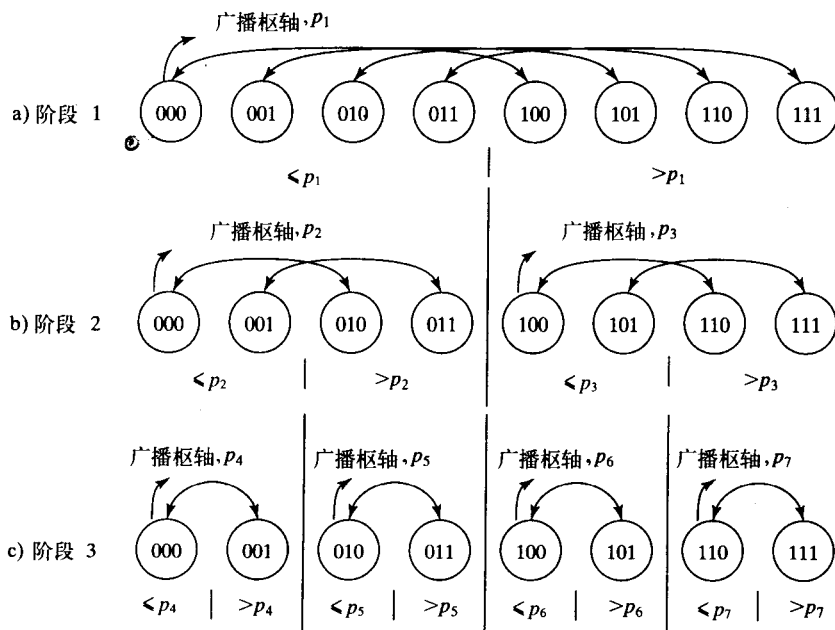 广播枢轴,p₁
a) 阶段 1
000 001 010 011 100 101 110 111
≤p₁ >p₁
广播枢轴,p₂ 广播枢轴,p₃
b) 阶段 2
000 001 010 011 100 101 110 111
≤p₂ >p₂ ≤p₃ >p₃
广播枢轴,p₄ 广播枢轴,p₅ 广播枢轴,p₆ 广播枢轴,p₇
c) 阶段 3
000 001 010 011 100 101 110 111
≤p₄ >p₄ ≤p₅ >p₅ ≤p₆ >p₆ ≤p₇ >p₇